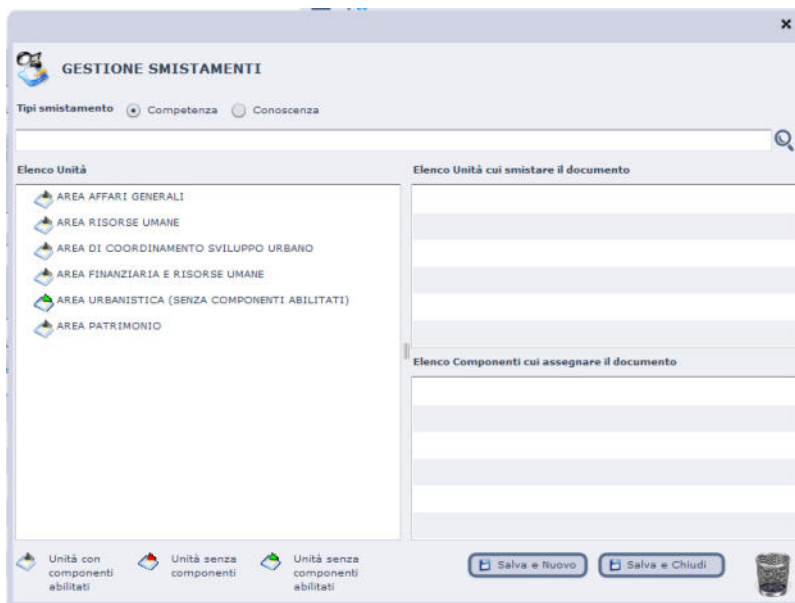 GESTIONE SMISTAMENTI
Tipi smistamento Competenza Conoscenza
Elenco Unità
AREA AFFARI GENERALI
AREA RISORSE UMANE
AREA DI COORDINAMENTO SVILUPPO URBANO
AREA FINANZIARIA E RISORSE UMANE
AREA URBANISTICA (SENZA COMPONENTI ABILITATI)
AREA PATRIMONIO
Elenco Unità cui smistare il documento
Elenco Componenti cui assegnare il documento
Unità con
componenti
abilitati
Unità senza
componenti
Unità senza
componenti
abilitati
Salva e Nuovo
Salva e Chiudi